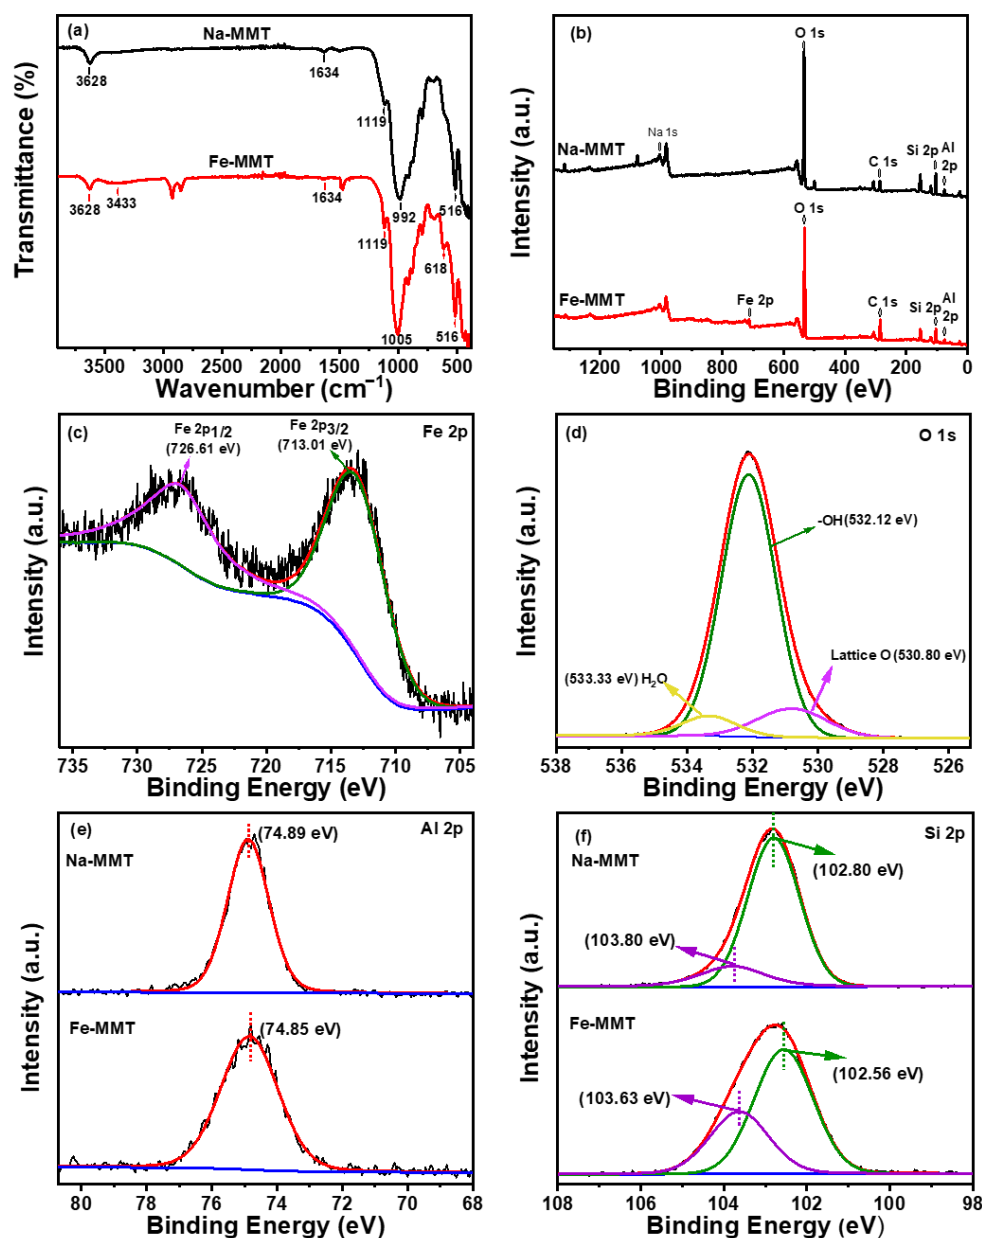 (a)
Na-MMT
3628
1634
1119
Fe-MMT
3628
3433
1634
992
516
1119
618
1005
516
Transmittance (%)
3500 3000 2500 2000 1500 1000 500
Wavenumber (cm⁻¹)
(b)
O 1s
Na 1s
Na-MMT
C 1s
Si 2p
Al
2p
O 1s
Fe-MMT
Fe 2p
C 1s
Si 2p
Al
2p
Intensity (a.u.)
1200 1000 800 600 400 200 0
Binding Energy (eV)
(c)
Fe 2p1/2
(726.61 eV)
Fe 2p3/2
(713.01 eV)
Fe 2p
Intensity (a.u.)
735 730 725 720 715 710 705
Binding Energy (eV)
(d)
O 1s
-OH(532.12 eV)
Lattice O (530.80 eV)
(533.33 eV) H₂O
Intensity (a.u.)
538 536 534 532 530 528 526
Binding Energy (eV)
(e)
Al 2p
(74.89 eV)
Na-MMT
Fe-MMT
(74.85 eV)
Intensity (a.u.)
80 78 76 74 72 70 68
Binding Energy (eV)
(f)
Si 2p
Na-MMT
(102.80 eV)
(103.80 eV)
Fe-MMT
(102.56 eV)
(103.63 eV)
Intensity (a.u.)
108 106 104 102 100 98
Binding Energy (eV)